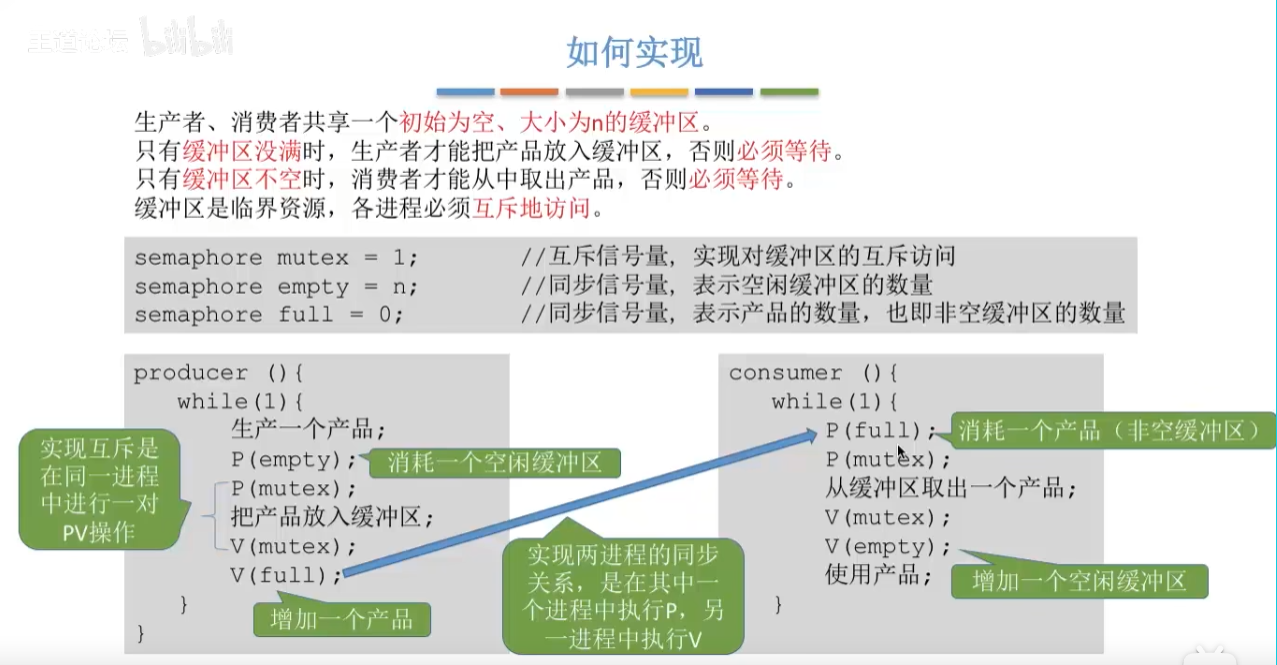 王道论坛 bilibili
如何实现
生产者、消费者共享一个初始为空、大小为n的缓冲区。
只有缓冲区没满时，生产者才能把产品放入缓冲区，否则必须等待。
只有缓冲区不空时，消费者才能从中取出产品，否则必须等待。
缓冲区是临界资源，各进程必须互斥地访问。
semaphore mutex = 1; //互斥信号量，实现对缓冲区的互斥访问
semaphore empty = n; //同步信号量，表示空闲缓冲区的数量
semaphore full = 0; //同步信号量，表示产品的数量，也即非空缓冲区的数量
producer (){
while(1){
生产一个产品;
P(empty);
P(mutex);
把产品放入缓冲区;
V(mutex);
V(full);
}
}
实现互斥是
在同一进程
中进行一对
PV操作
消耗一个空闲缓冲区
增加一个产品
实现两进程的同步
关系，是在其中一
个进程中执行P，另
一进程中执行V
consumer (){
while(1){
P(full);
P(mutex);
从缓冲区取出一个产品;
V(mutex);
V(empty);
使用产品;
}
}
消耗一个产品（非空缓冲区）
增加一个空闲缓冲区